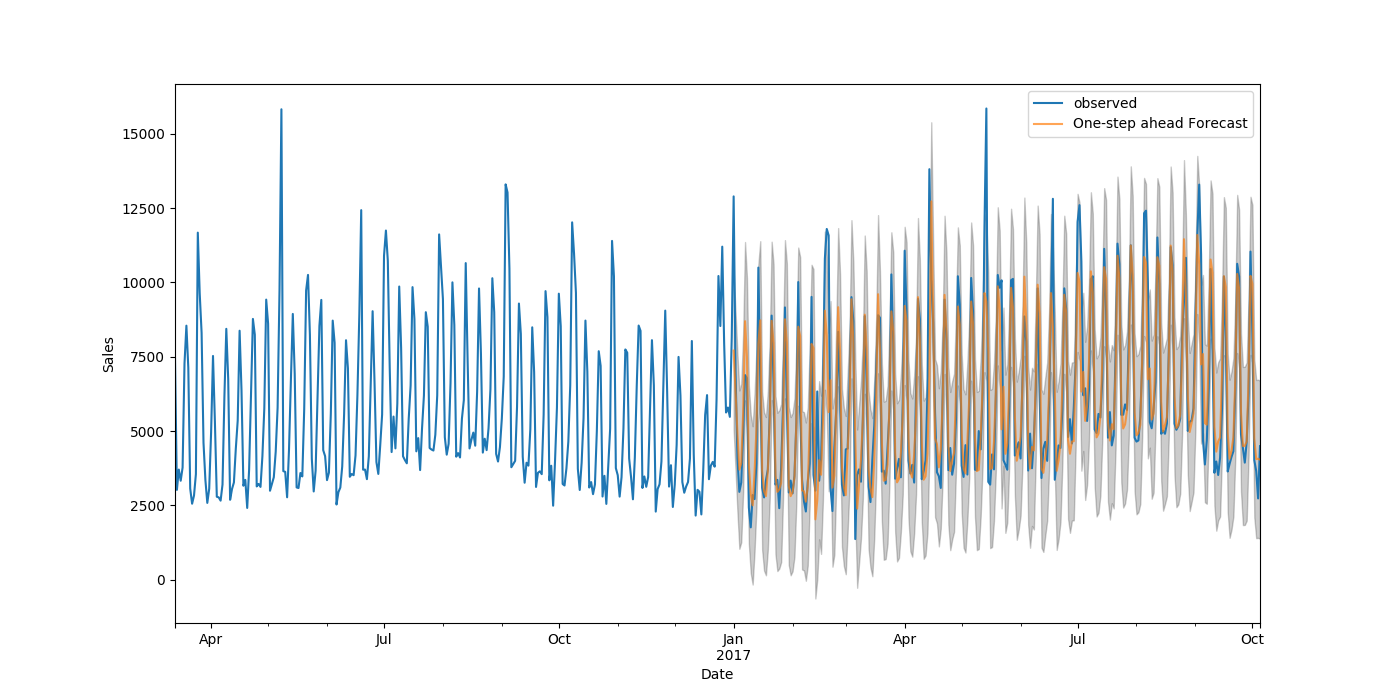 observed
One-step ahead Forecast
15000
12500
10000
7500
5000
2500
0
Sales
Apr
Jul
Oct
Jan
2017
Apr
Jul
Oct
Date